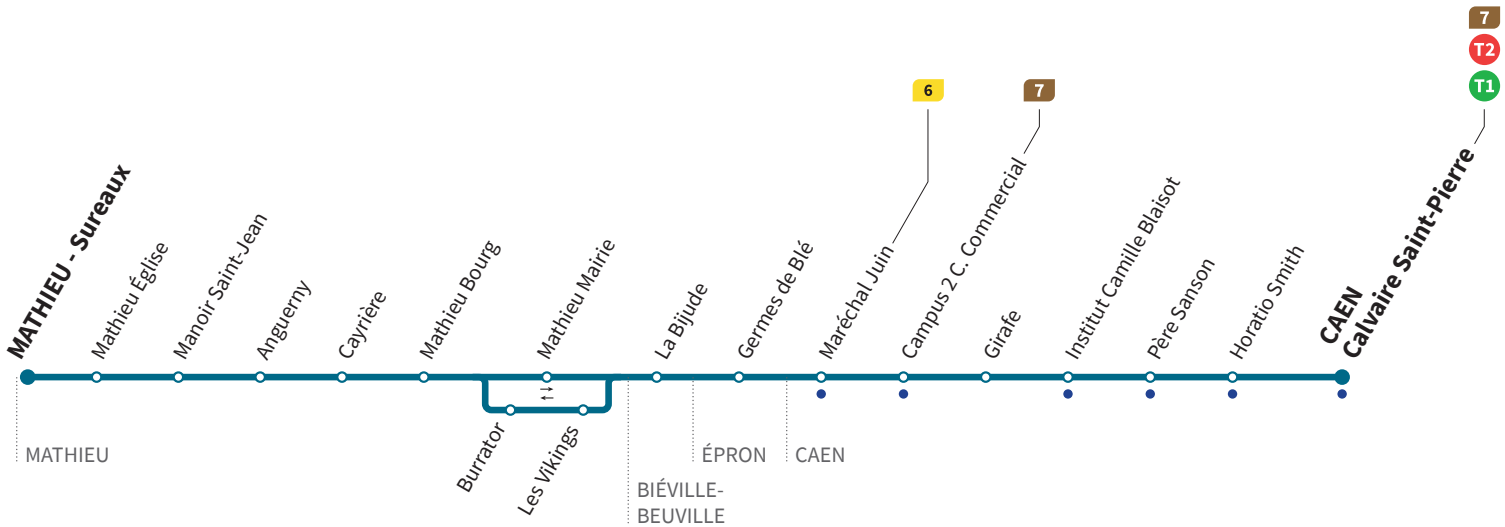 7
T2
T1
6
7
MATHIEU - Sureaux
Mathieu Église
Manoir Saint-Jean
Anguerny
Cayrière
Mathieu Bourg
Mathieu Mairie
La Bijude
Germes de Blé
Maréchal Juin
Campus 2 C. Commercial
Girafe
Institut Camille Blaisot
Père Sanson
Horatio Smith
CAEN
Calvaire Saint-Pierre
Burrator
Les Vikings
MATHIEU
BIÉVILLE-
BEUVILLE
ÉPRON
CAEN